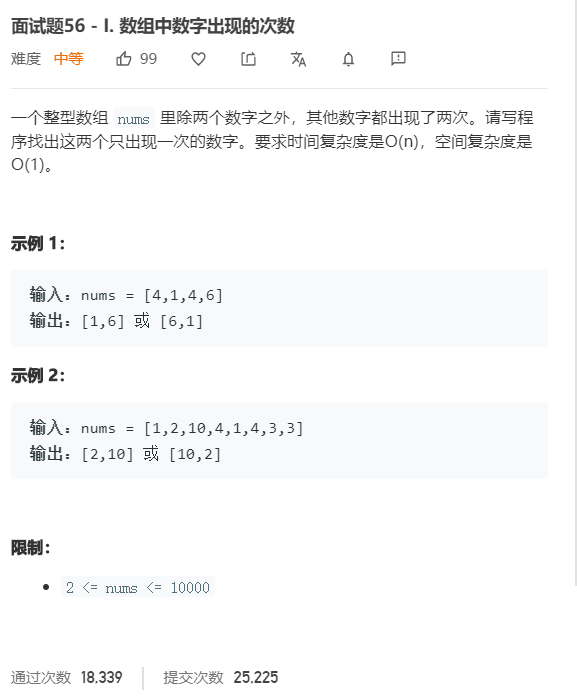 面试题56 - I. 数组中数字出现的次数
难度 中等 99
一个整型数组 nums 里除两个数字之外，其他数字都出现了两次。请写程
序找出这两个只出现一次的数字。要求时间复杂度是O(n)，空间复杂度是
O(1)。
示例 1：
输入：nums = [4,1,4,6]
输出：[1,6] 或 [6,1]
示例 2：
输入：nums = [1,2,10,4,1,4,3,3]
输出：[2,10] 或 [10,2]
限制：
2 <= nums <= 10000
通过次数 18,339 提交次数 25,225